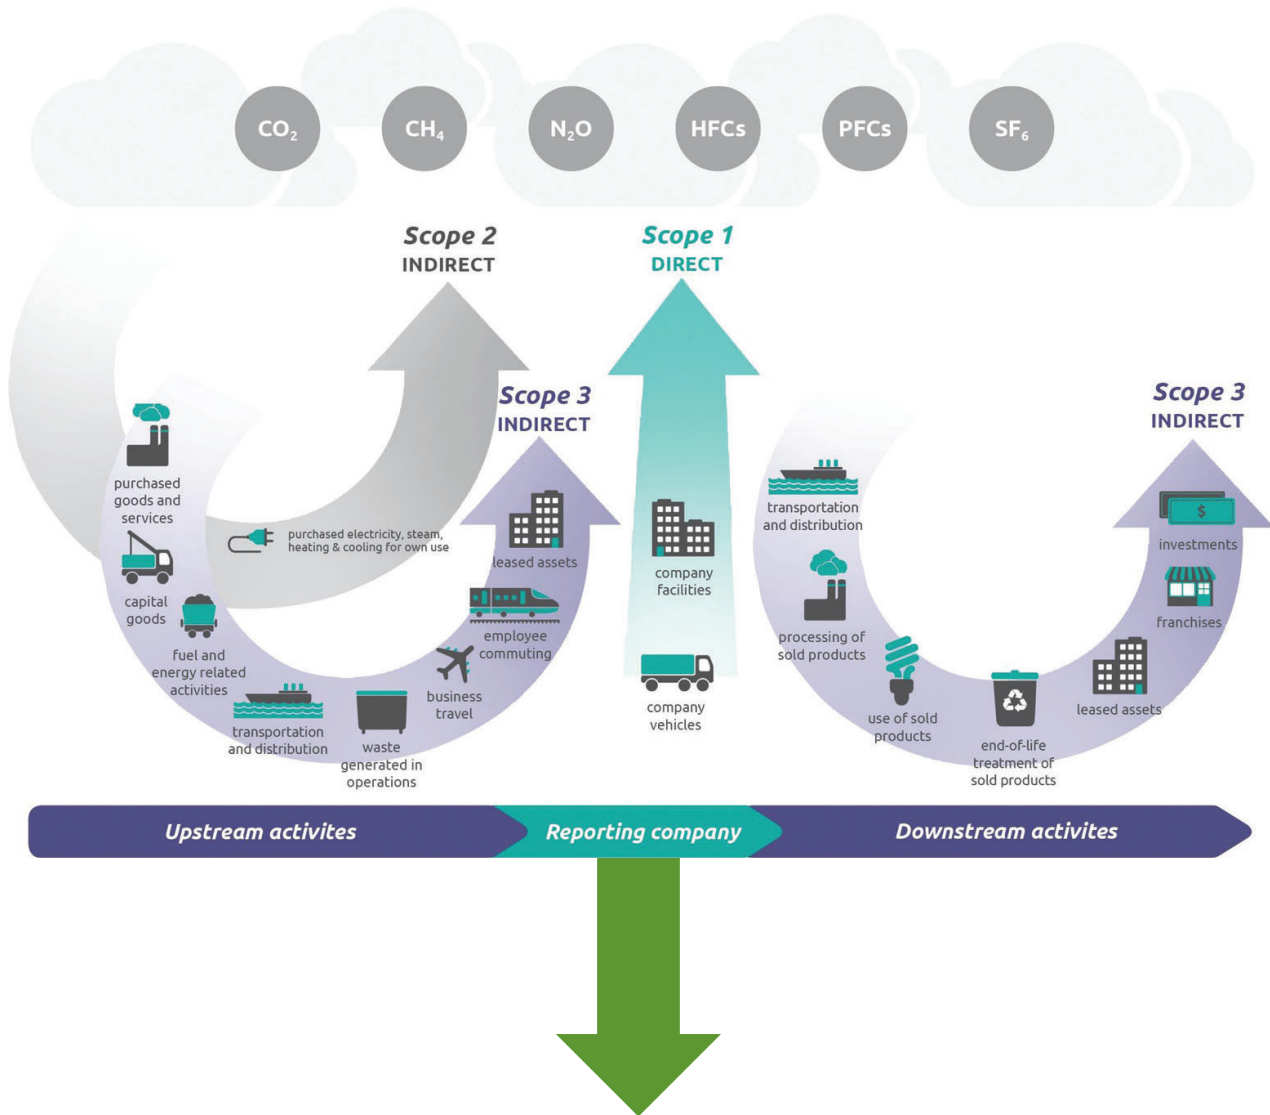 CO₂
CH₄
N₂O
HFCs
PFCs
SF₆
Scope 2
INDIRECT
Scope 1
DIRECT
Scope 3
INDIRECT
Scope 3
INDIRECT
purchased
goods and
services
capital
goods
fuel and
energy related
activities
purchased electricity, steam,
heating & cooling for own use
transportation
and distribution
waste
generated in
operations
business
travel
employee
commuting
leased assets
company
facilities
company
vehicles
transportation
and distribution
processing of
sold products
use of sold
products
end-of-life
treatment of
sold products
leased assets
franchises
investments
$
Upstream activites
Reporting company
Downstream activites